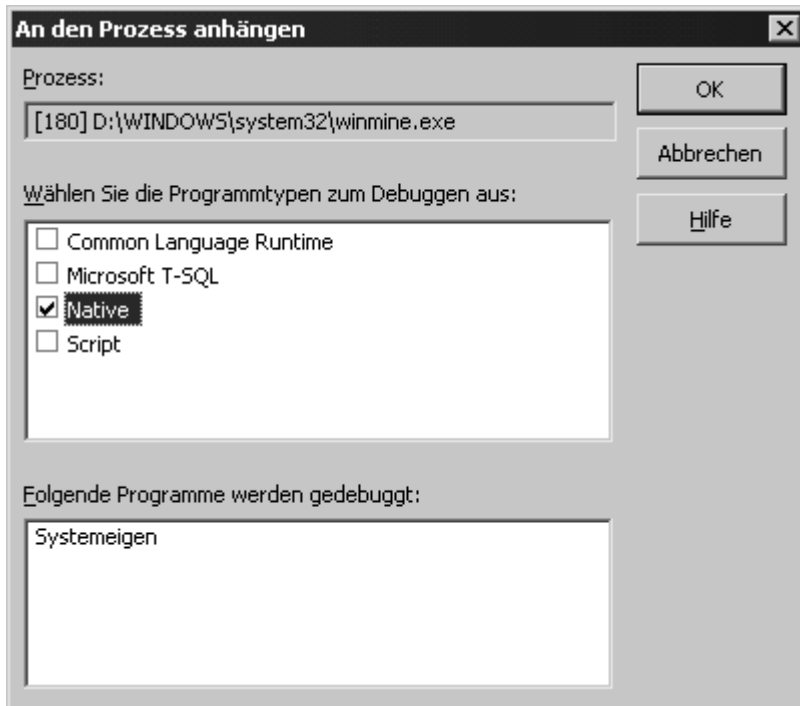 An den Prozess anhängen
Prozess:
[180] D:\WINDOWS\system32\winmine.exe
OK
Abbrechen
Wählen Sie die Programmtypen zum Debuggen aus:
Hilfe
Common Language Runtime
Microsoft T-SQL
Native
Script
Folgende Programme werden gedebuggt:
Systemeigen